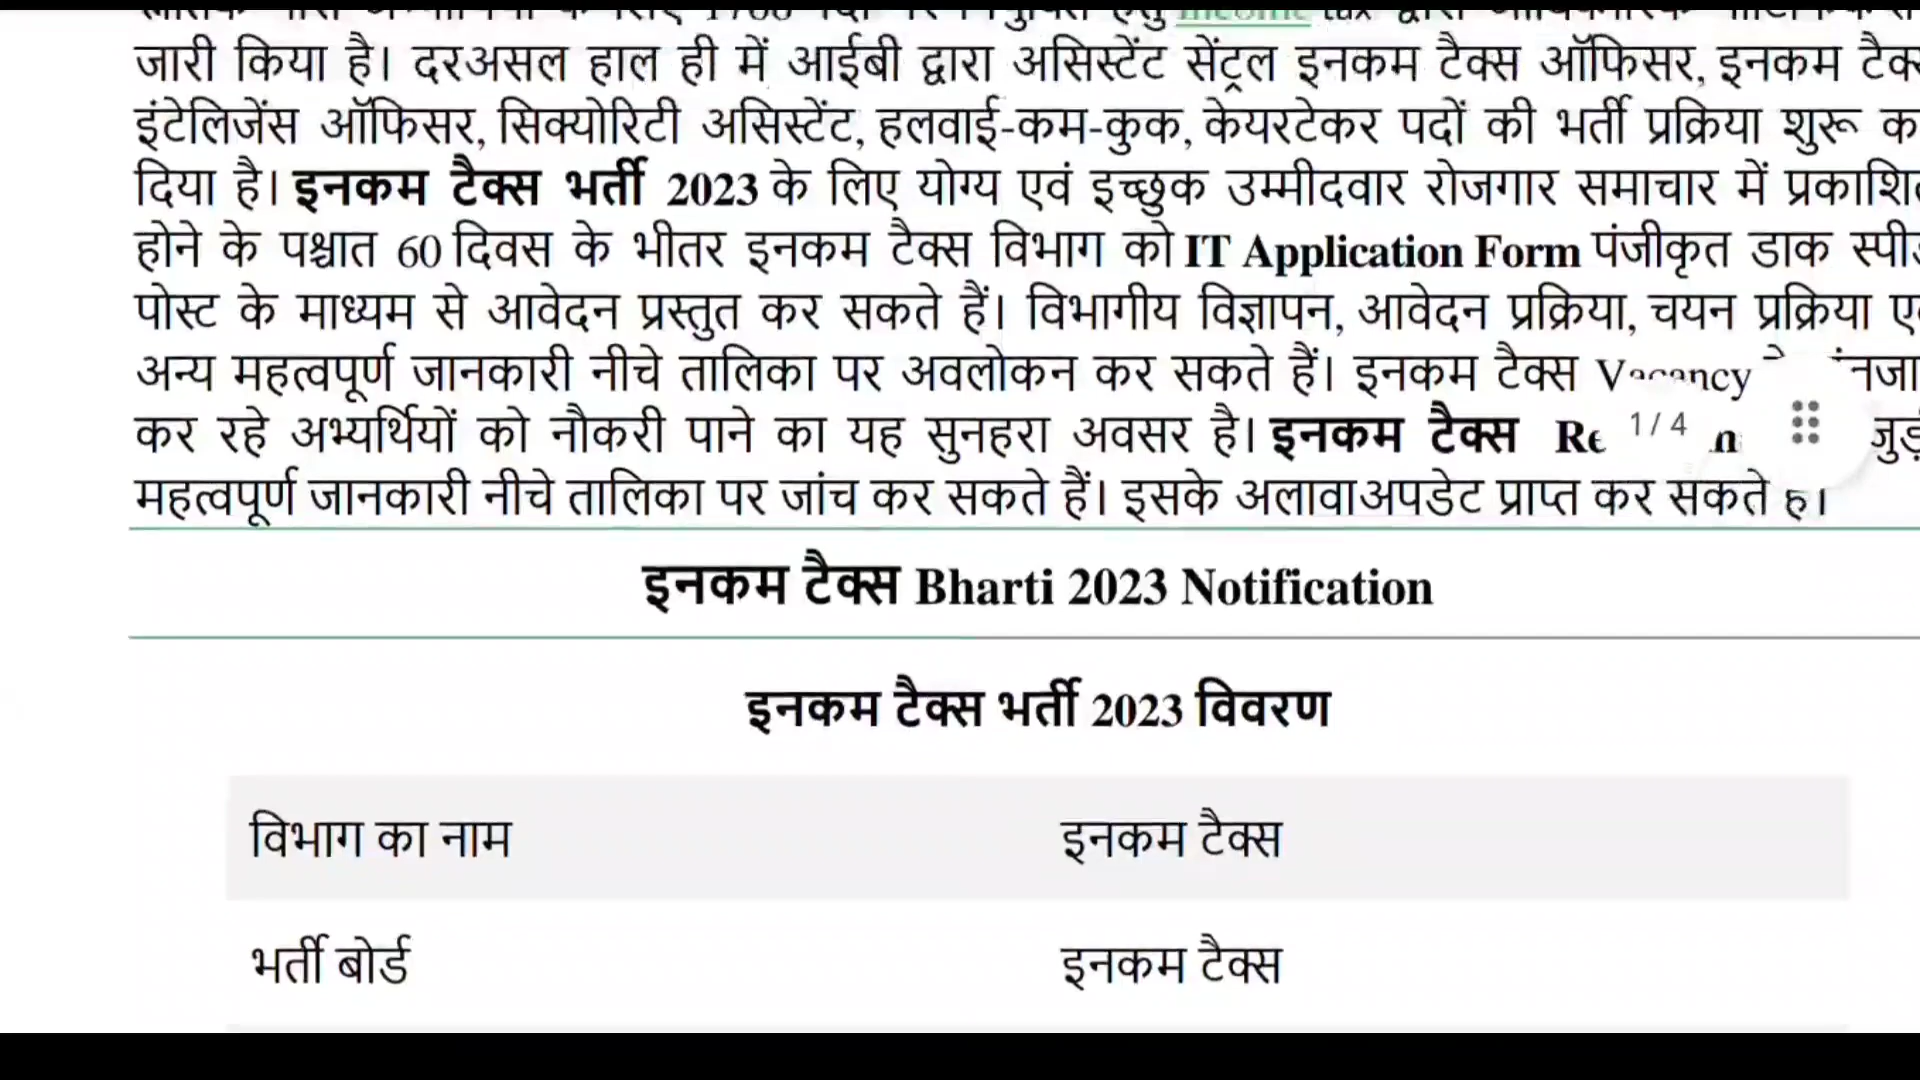 जारी किया है। दरअसल हाल ही में आईबी द्वारा असिस्टेंट सेंट्रल इनकम टैक्स ऑफिसर, इनकम
इंटेलिजेंस ऑफिसर, सिक्योरिटी असिस्टेंट, हलवाई-कम-कुक, केयरटेकर पदों की भर्ती प्रक्रिया शुरू
दिया है। इनकम टैक्स भर्ती 2023 के लिए योग्य एवं इच्छुक उम्मीदवार रोजगार समाचार में
होने के पश्चात 60 दिवस के भीतर इनकम टैक्स विभाग को IT Application Form पंजीकृत डाक
पोस्ट के माध्यम से आवेदन प्रस्तुत कर सकते हैं। विभागीय विज्ञापन, आवेदन प्रक्रिया, चयन प्रक्रिया
अन्य महत्वपूर्ण जानकारी नीचे तालिका पर अवलोकन कर सकते हैं। इनकम टैक्स Vacancy
कर रहे अभ्यर्थियों को नौकरी पाने का यह सुनहरा अवसर है। इनकम टैक्स 1 / 4
महत्वपूर्ण जानकारी नीचे तालिका पर जांच कर सकते हैं। इसके अलावाअपडेट प्राप्त कर सकते
इनकम टैक्स Bharti 2023 Notification
इनकम टैक्स भर्ती 2023 विवरण
विभाग का नाम इनकम टैक्स
भर्ती बोर्ड इनकम टैक्स